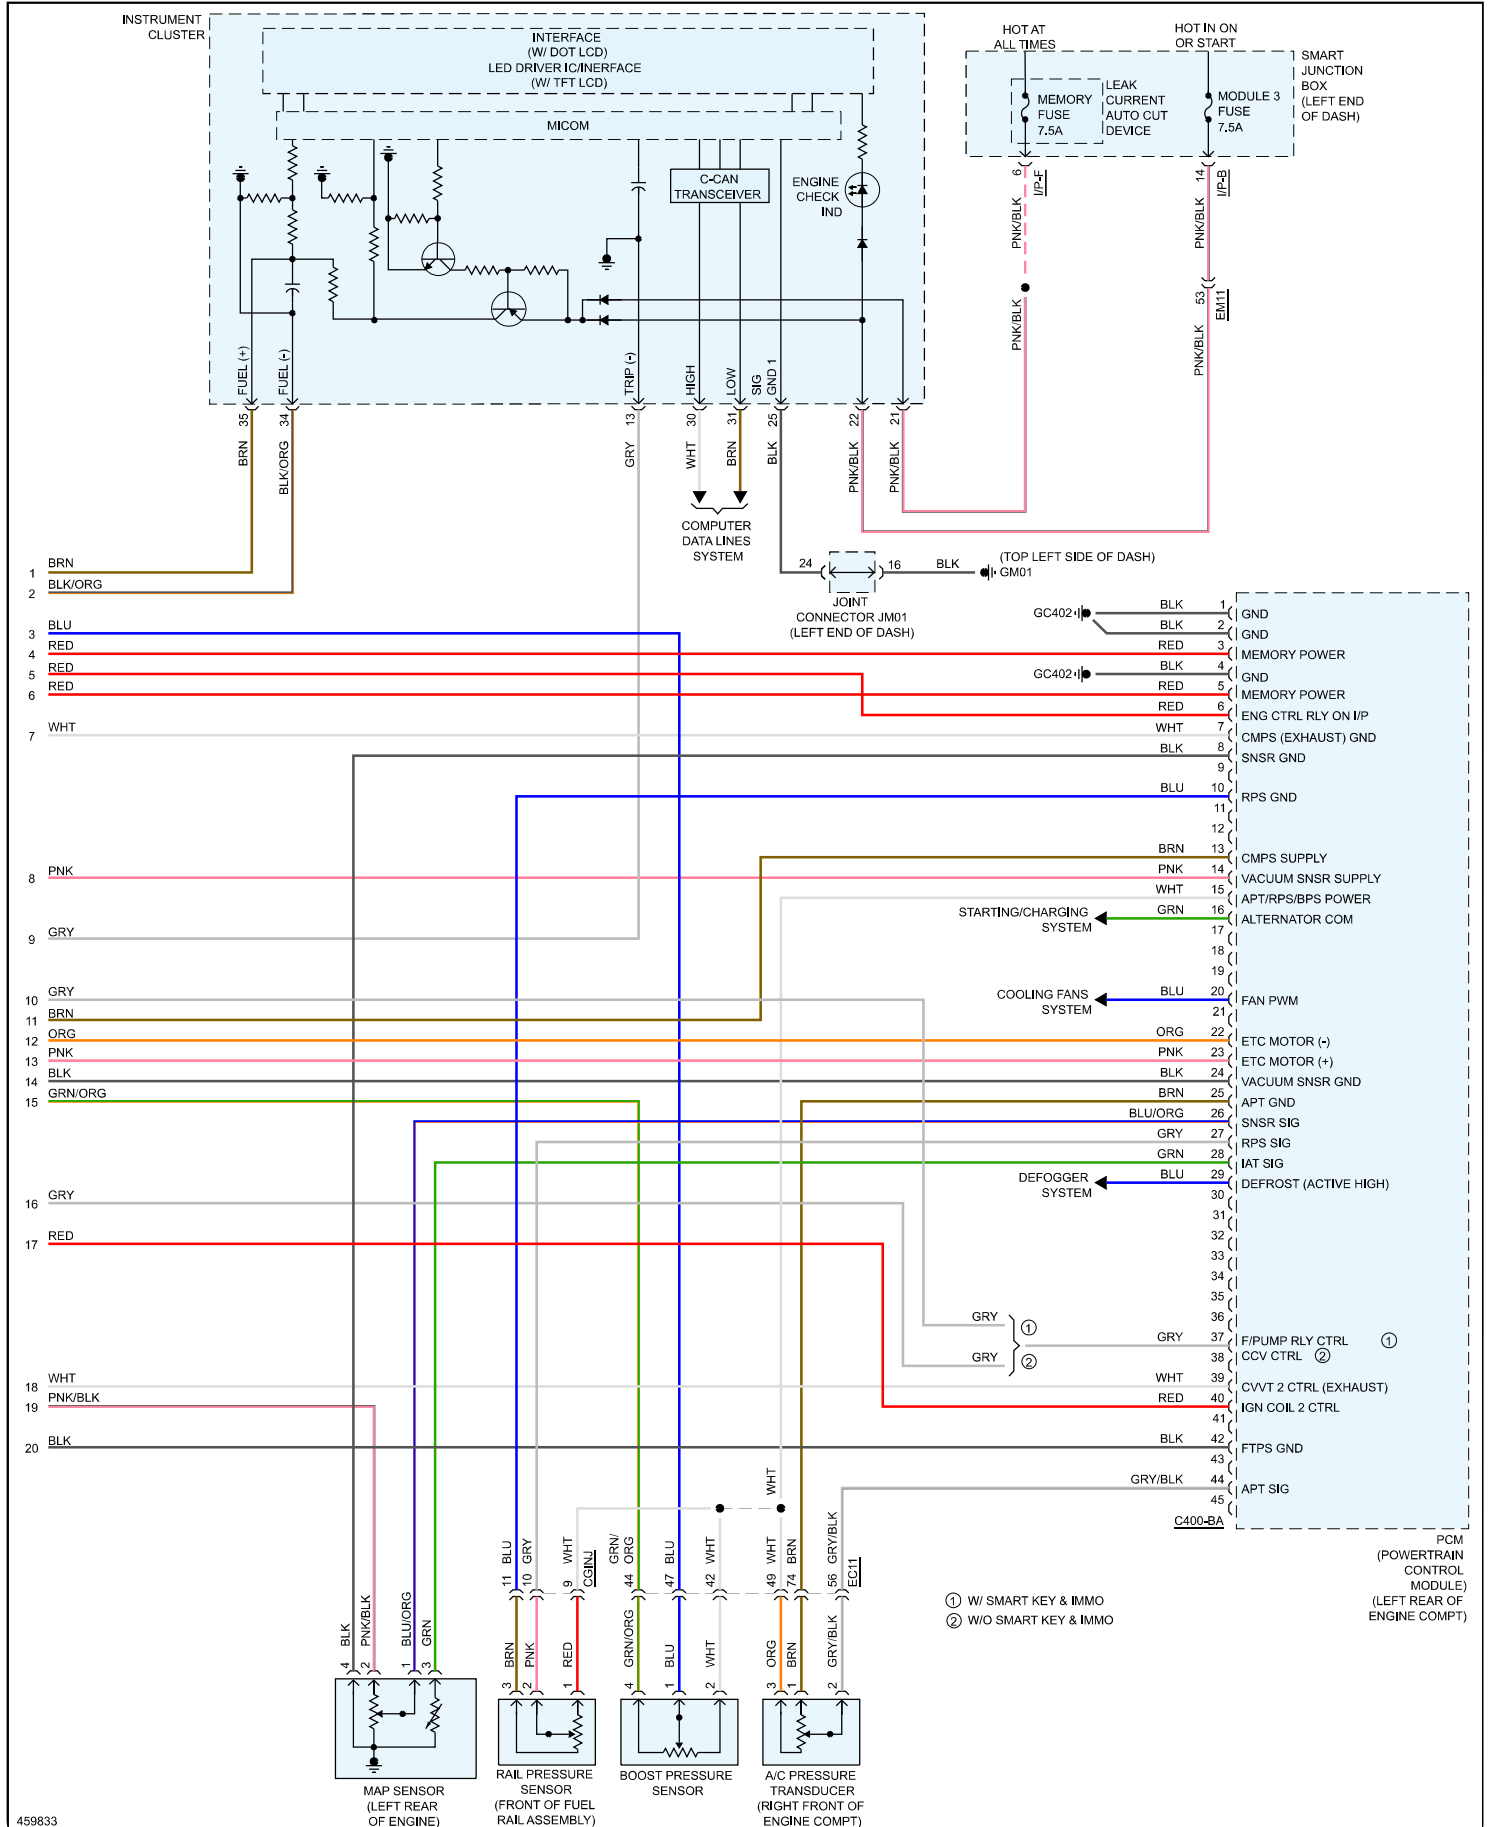 INSTRUMENT
CLUSTER
INTERFACE
(W/ DOT LCD)
LED DRIVER IC/INERFACE
(W/ TFT LCD)
MICOM
C-CAN
TRANSCEIVER
ENGINE
CHECK
IND
HOT AT
ALL TIMES
HOT IN ON
OR START
MEMORY
FUSE
7.5A
LEAK
CURRENT
AUTO CUT
DEVICE
MODULE 3
FUSE
7.5A
SMART
JUNCTION
BOX
(LEFT END
OF DASH)
6
I/P-F
14
I/P-B
PNK/BLK
PNK/BLK
53
EM11
PNK/BLK
PNK/BLK
FUEL (+)
FUEL (-)
TRIP (-)
HIGH
LOW
SIG
GND 1
35
34
13
30
31
25
22
21
BRN
BLK/ORG
GRY
WHT
BRN
BLK
PNK/BLK
PNK/BLK
COMPUTER
DATA LINES
SYSTEM
24
16
BLK
(TOP LEFT SIDE OF DASH)
GM01
JOINT
CONNECTOR JM01
(LEFT END OF DASH)
1 BRN
2 BLK/ORG
3 BLU
4 RED
5 RED
6 RED
7 WHT
8 PNK
9 GRY
10 GRY
11 BRN
12 ORG
13 PNK
14 BLK
15 GRN/ORG
16 GRY
17 RED
18 WHT
19 PNK/BLK
20 BLK
GC402
GC402
BLK 1 GND
BLK 2 GND
RED 3 MEMORY POWER
BLK 4 GND
RED 5 MEMORY POWER
RED 6 ENG CTRL RLY ON I/P
WHT 7 CMPS (EXHAUST) GND
BLK 8 SNSR GND
9
BLU 10 RPS GND
11
12
BRN 13 CMPS SUPPLY
PNK 14 VACUUM SNSR SUPPLY
WHT 15 APT/RPS/BPS POWER
STARTING/CHARGING
SYSTEM
GRN 16 ALTERNATOR COM
17
18
19
COOLING FANS
SYSTEM
BLU 20 FAN PWM
21
ORG 22 ETC MOTOR (-)
PNK 23 ETC MOTOR (+)
BLK 24 VACUUM SNSR GND
BRN 25 APT GND
BLU/ORG 26 SNSR SIG
GRY 27 RPS SIG
GRN 28 IAT SIG
DEFOGGER
SYSTEM
BLU 29 DEFROST (ACTIVE HIGH)
30
31
32
33
34
35
36
GRY 1
GRY 2
GRY 37 F/PUMP RLY CTRL 1
38 CCV CTRL 2
WHT 39 CVVT 2 CTRL (EXHAUST)
RED 40 IGN COIL 2 CTRL
41
BLK 42 FTPS GND
43
GRY/BLK 44 APT SIG
45
C400-BA
PCM
(POWERTRAIN
CONTROL
MODULE)
(LEFT REAR OF
ENGINE COMPT)
1 W/ SMART KEY & IMMO
2 W/O SMART KEY & IMMO
WHT
BLU
GRY
WHT
CGINJ
GRN/
ORG
BLU
WHT
WHT
BRN
GRY/BLK
EC11
11
10
9
44
47
42
49
74
56
BLK
PNK/BLK
BLU/ORG
GRN
BRN
PNK
RED
GRN/ORG
BLU
WHT
ORG
BRN
GRY/BLK
4
2
1
3
3
2
1
4
1
2
3
1
2
MAP SENSOR
(LEFT REAR
OF ENGINE)
RAIL PRESSURE
SENSOR
(FRONT OF FUEL
RAIL ASSEMBLY)
BOOST PRESSURE
SENSOR
A/C PRESSURE
TRANSDUCER
(RIGHT FRONT OF
ENGINE COMPT)
459833